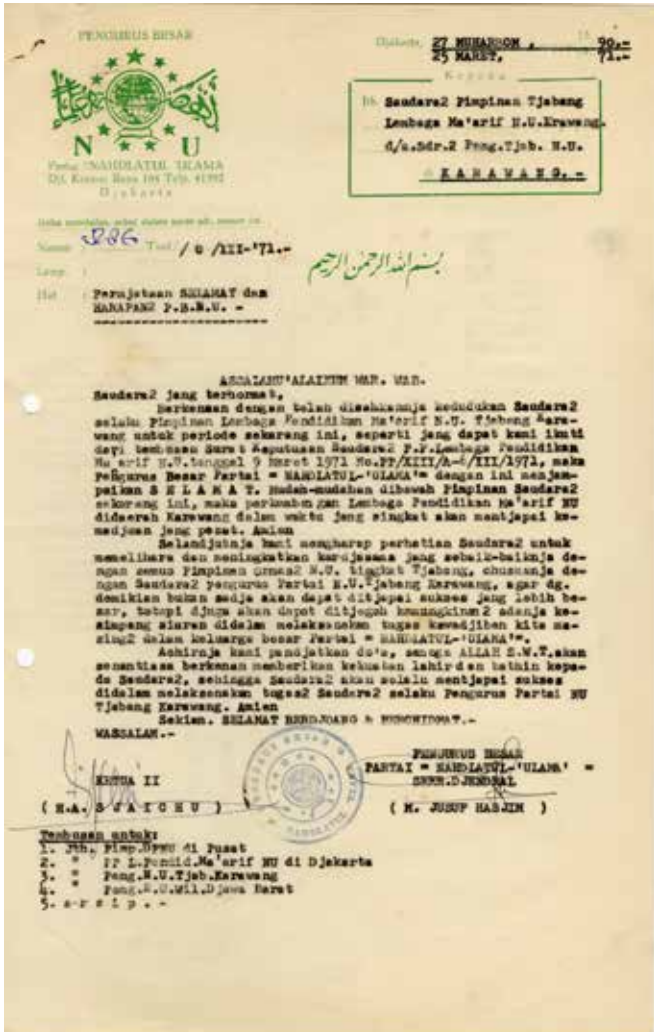 PENGURUS BESAR
N U
Partai "NAHDLATUL 'ULAMA
Djl. Kramat Raya 164 Telp. 41392
Djakarta
Djakarta, 27 MUHARROM , 90,-
25 MARET, 71.-
Kepada
Jth. Saudara2 Pimpinan Tjabang
Lembaga Ma'arif N.U.Krawang.
d/a.Sdr.2 Peng.Tjab. N.U.
K A R A W A N G. -
Nomor : 286 / C /III-'71.-
Lamp. :
Hal : Pernjataan SELAMAT dan
HARAPAN2 P.B.N.U. -
بسم الله الرحمن الرحيم
ASSALAMU'ALAIKUM WAR. WAB.
Saudara2 jang terhormat,
Berkenaan dengan telah disahkannja kedudukan Saudara2
selaku Pimpinan Lembaga Pendidikan Ma'arif N.U. Tjabang Kara-
wang untuk periode sekarang ini, seperti jang dapat kami ikuti
dari tembusan Surat Keputusan Saudara2 P.P.Lembaga Pendidikan
Ma'arif N.U.tanggal 9 Maret 1971 No.PP/XIII/A-6/III/1971, maka
Pengurus Besar Partai = NAHDLATUL-'ULAMA'= dengan ini menjam-
paikan S E L A M A T. Mudah-mudahan dibawah Pimpinan Saudara2
sekarang ini, maka perkembangan Lembaga Pendidikan Ma'arif NU
didaerah Karawang dalam waktu jang singkat akan mentjapai ke-
madjuan jang pesat. Amien
Selandjutnja kami mengharap perhatian Saudara2 untuk
memelihara dan meningkatkan kerdjasama jang sebaik-baiknja de-
ngan semua Pimpinan Ormas2 N.U. tingkat Tjabang, chususnja de-
ngan Saudara2 pengurus Partai N.U.Tjabang Karawang, agar dg.
demikian bukan sadja akan dapat ditjapai sukses jang lebih be-
sar, tetapi djuga akan dapat ditjegah kemungkinan2 adanja ke-
simpang siuran didalam melaksanakan tugas kewadjiban kita ma-
sing2 dalam keluarga besar Partai = NAHDLATUL-'ULAMA'=.
Achirnja kami panjatkan do'a, semoga ALLAH S.W.T.akan
senantiasa berkenan memberikan kekuatan lahir dan bathin kepa-
da Saudara2, sehingga Saudara2 akan selalu mentjapai sukses
didalam melaksanakan tugas2 Saudara2 selaku Pengurus Partai NU
Tjabang Karawang. Amien
Sekian. SELAMAT BERDJOANG & BERCHIDMAT.-
WASSALAM.-
PENGURUS BESAR
PARTAI = NAHDLATUL-'ULAMA' =
KETUA II
SEKR.DJENDRAL
( H.A. S J A I C H U )
( M. JUSUF HASJIM )
Tembusan untuk:
1. Jth. Pimp.DPNU di Pusat
2. " PP L.Pendid.Ma'arif NU di Djakarta
3. " Peng.N.U.Tjab.Karawang
4. " Peng.N.U.Wil.Djawa Barat
5. a r s i p . -